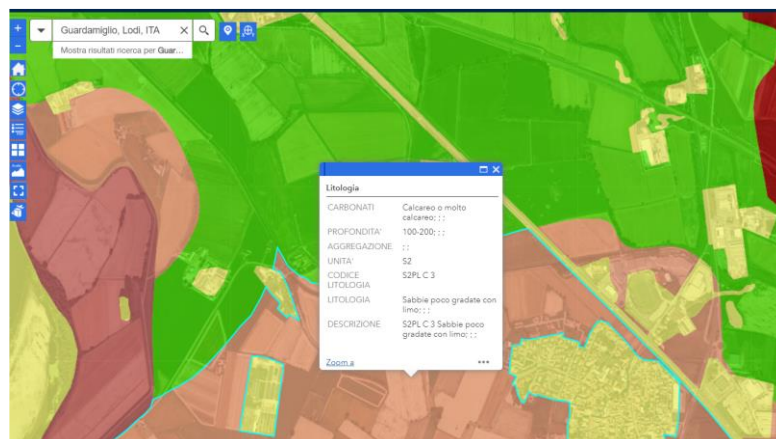 Guardamiglio, Lodi, ITA
Mostra risultati ricerca per Guar...
Litologia
CARBONATI Calcareo o molto
calcareo; ; ;
PROFONDITA' 100-200; ; ;
AGGREGAZIONE ; ;
UNITA' S2
CODICE S2PL C 3
LITOLOGIA
LITOLOGIA Sabbie poco gradate con
limo; ; ;
DESCRIZIONE S2PL C 3 Sabbie poco
gradate con limo; ; ;
Zoom a